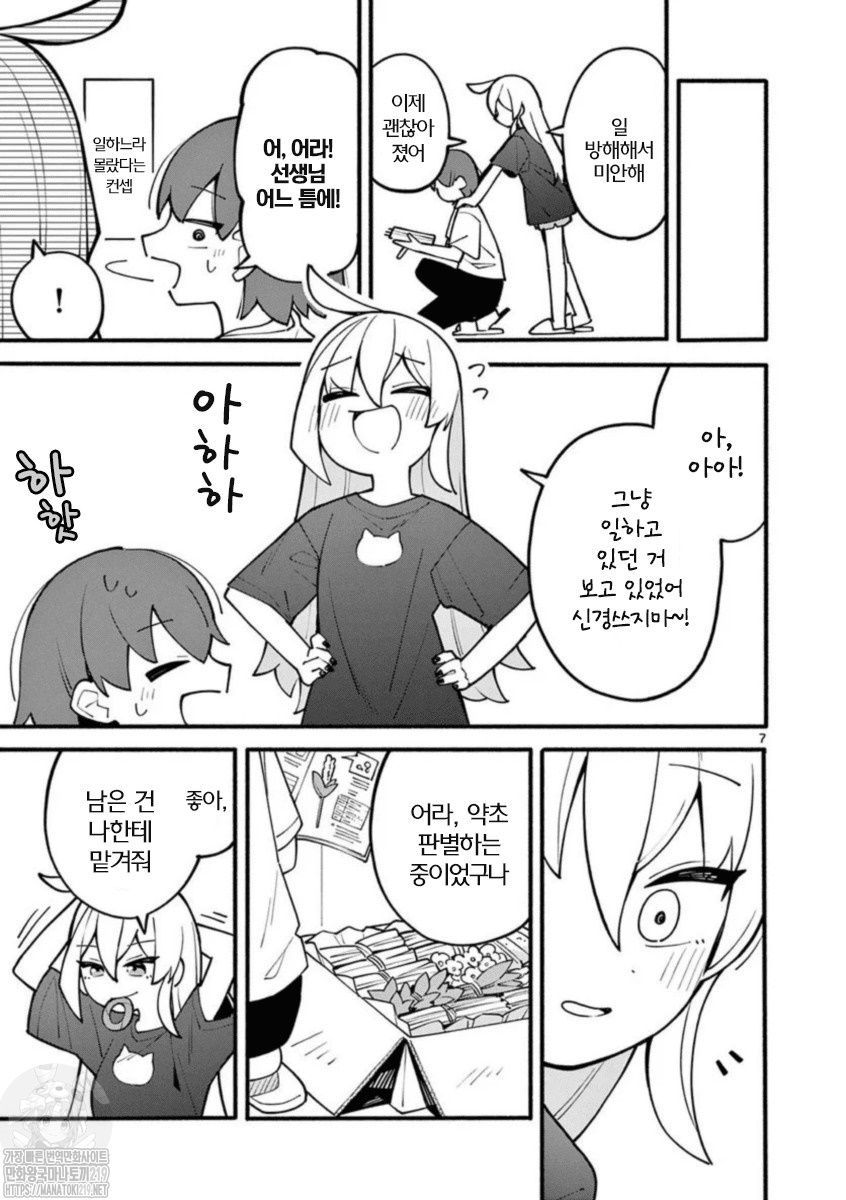 일
방해해서
미안해
이제
괜찮아
졌어
어, 어라!
선생님
어느 틈에!
일하느라
몰랐다는
컨셉
!
아,
아아!
그냥
일하고
있던 거
보고 있었어
신경쓰지마~!
아
하
하
하
핫
7
어라, 약초
판별하는
중이었구나
좋아,
남은 건
나한테
맡겨줘
가장 빠른 번역만화사이트
만화왕국마나토끼219
HTTPS://MANATOKI219.NET